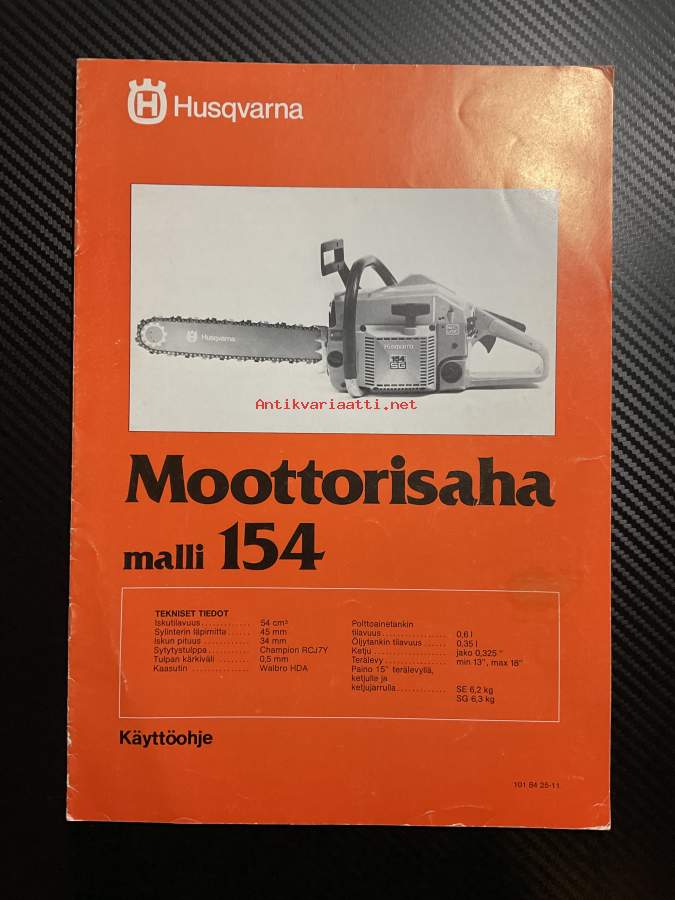 Husqvarna
Husqvarna
Husqvarna
154
SG
Antikvariaatti.net
Moottorisaha
malli 154
TEKNISET TIEDOT
Iskutilavuus............. 54 cm³
Sylinterin läpimitta...... 45 mm
Iskun pituus ............ 34 mm
Sytytystulppa........... Champion RCJ7Y
Tulpan kärkiväli ......... 0,5 mm
Kaasutin ............... Walbro HDA
Polttoainetankin
tilavuus................. 0,6 l
Öljytankin tilavuus ...... 0,35 l
Ketju ................... jako 0,325"
Terälevy ................ min 13", max 18"
Paino 15" terälevyllä,
ketjulle ja
ketjujarrulla............. SE 6,2 kg
SG 6,3 kg
Käyttöohje
101 84 25-11